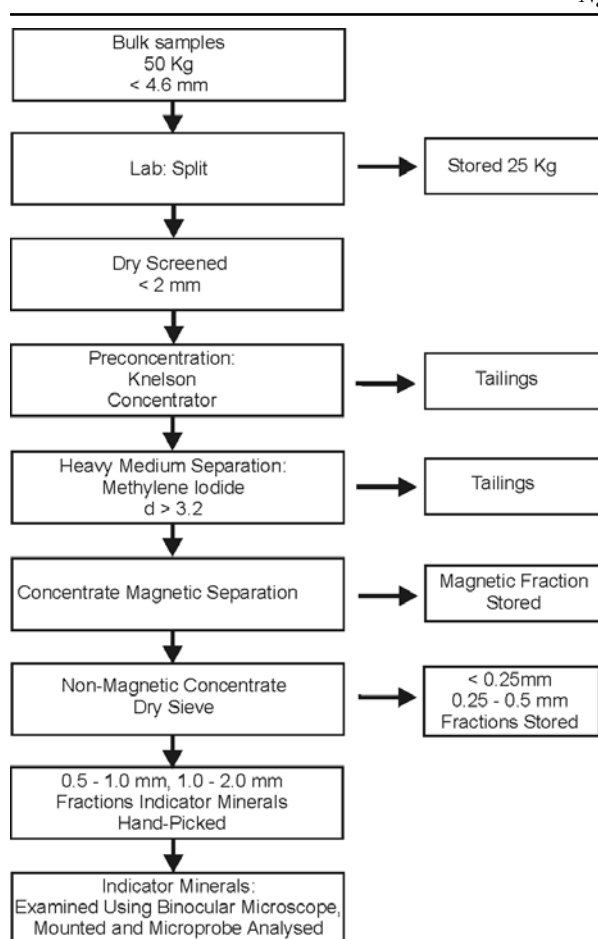 Bulk samples
50 Kg
< 4.6 mm
Lab: Split
Stored 25 Kg
Dry Screened
< 2 mm
Preconcentration:
Knelson
Concentrator
Tailings
Heavy Medium Separation:
Methylene Iodide
d > 3.2
Tailings
Concentrate Magnetic Separation
Magnetic Fraction
Stored
Non-Magnetic Concentrate
Dry Sieve
< 0.25mm
0.25 - 0.5 mm
Fractions Stored
0.5 - 1.0 mm, 1.0 - 2.0 mm
Fractions Indicator Minerals
Hand-Picked
Indicator Minerals:
Examined Using Binocular Microscope,
Mounted and Microprobe Analysed